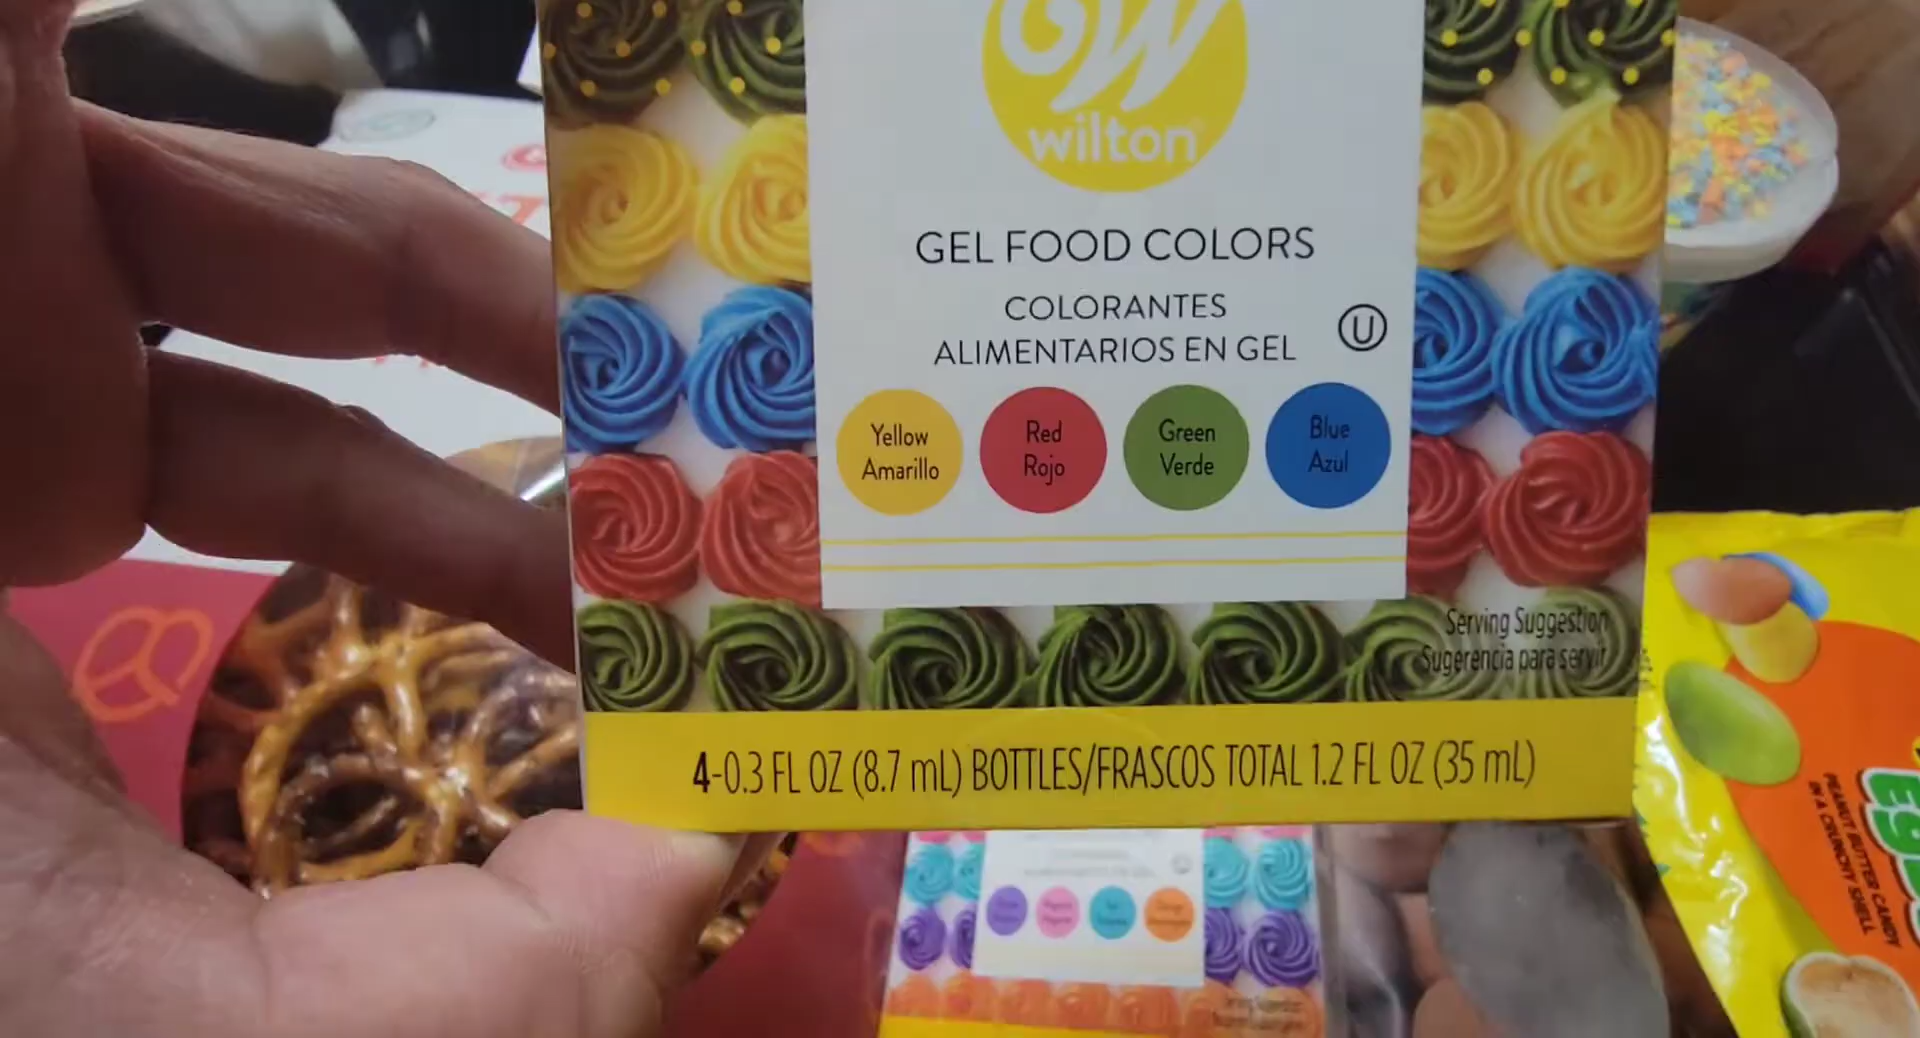 wilton
GEL FOOD COLORS
COLORANTES
ALIMENTARIOS EN GEL
U
Yellow
Amarillo
Red
Rojo
Green
Verde
Blue
Azul
Serving Suggestion
Sugerencia para servir
4-0.3 FL OZ (8.7 mL) BOTTLES/FRASCOS TOTAL 1.2 FL OZ (35 mL)
PEANUT BUTTER CANDY
IN A CRUNCHY SHELL